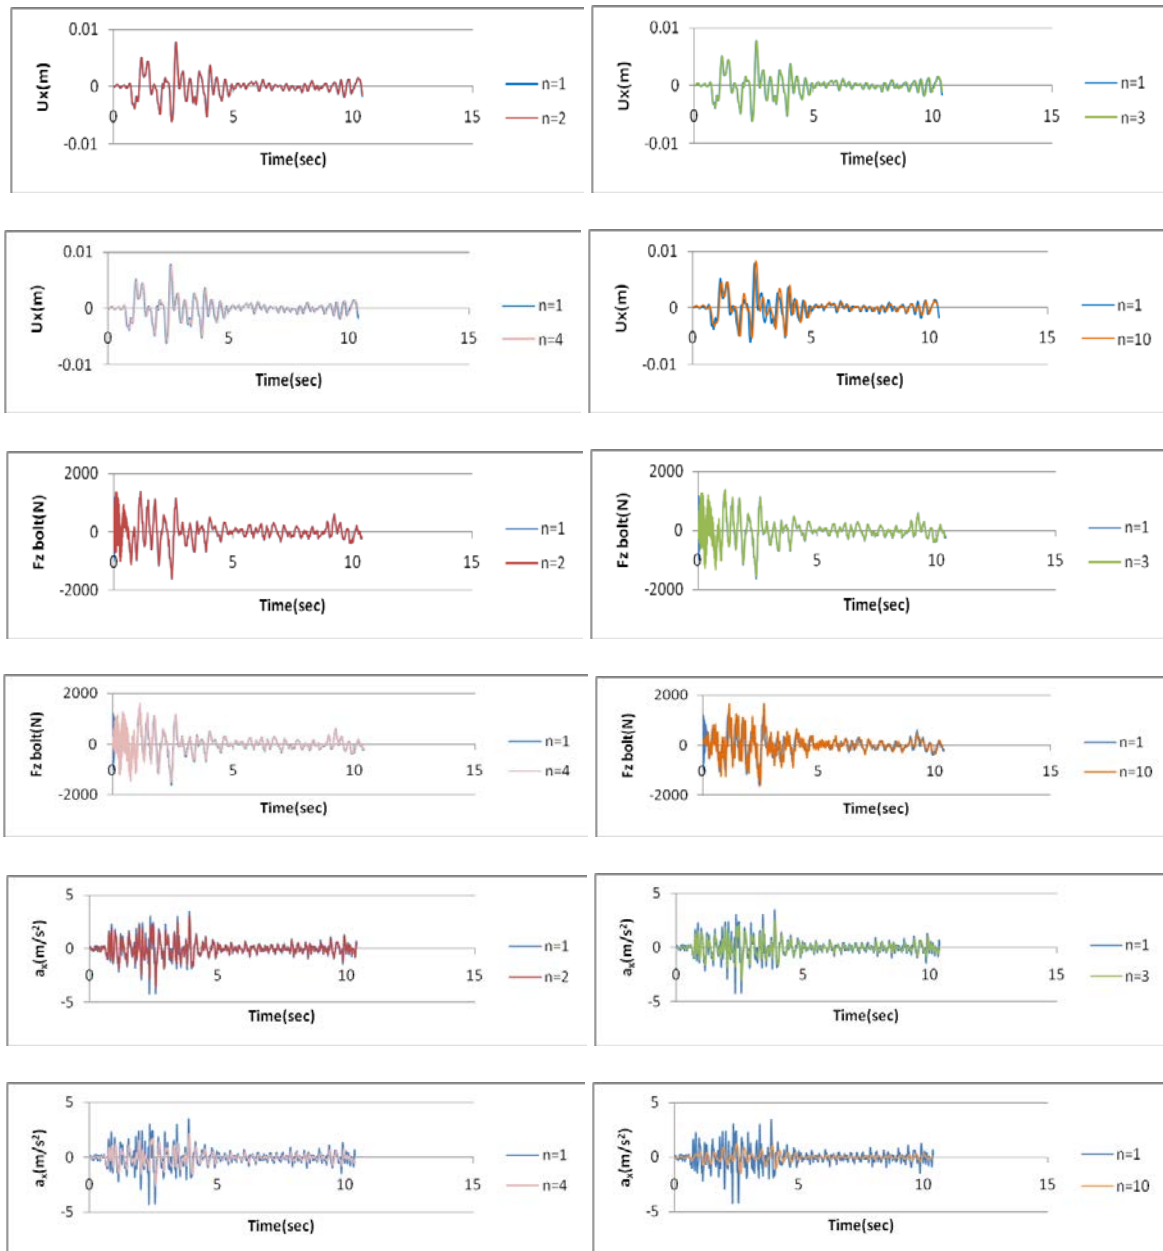 0.01 0.01
Ux(m) 0 n=1 Ux(m) 0 n=1
0 5 10 15 n=2 0 5 10 15 n=3
-0.01 -0.01
Time(sec) Time(sec)
0.01 0.01
Ux(m) 0 n=1 Ux(m) 0 n=1
0 5 10 15 n=4 0 5 10 15 n=10
-0.01 -0.01
Time(sec) Time(sec)
2000 2000
Fz bolt(N) 0 n=1 Fz bolt(N) 0 n=1
0 5 10 15 n=2 0 5 10 15 n=3
-2000 -2000
Time(sec) Time(sec)
2000 2000
Fz bolt(N) 0 n=1 Fz bolt(N) 0 n=1
0 5 10 15 n=4 0 5 10 15 n=10
-2000 -2000
Time(sec) Time(sec)
5 5
aₓ(m/s²) 0 n=1 aₓ(m/s²) 0 n=1
0 5 10 15 n=2 0 5 10 15 n=3
-5 -5
Time(sec) Time(sec)
5 5
aₓ(m/s²) 0 n=1 aₓ(m/s²) 0 n=1
0 5 10 15 n=4 0 5 10 15 n=10
-5 -5
Time(sec) Time(sec)